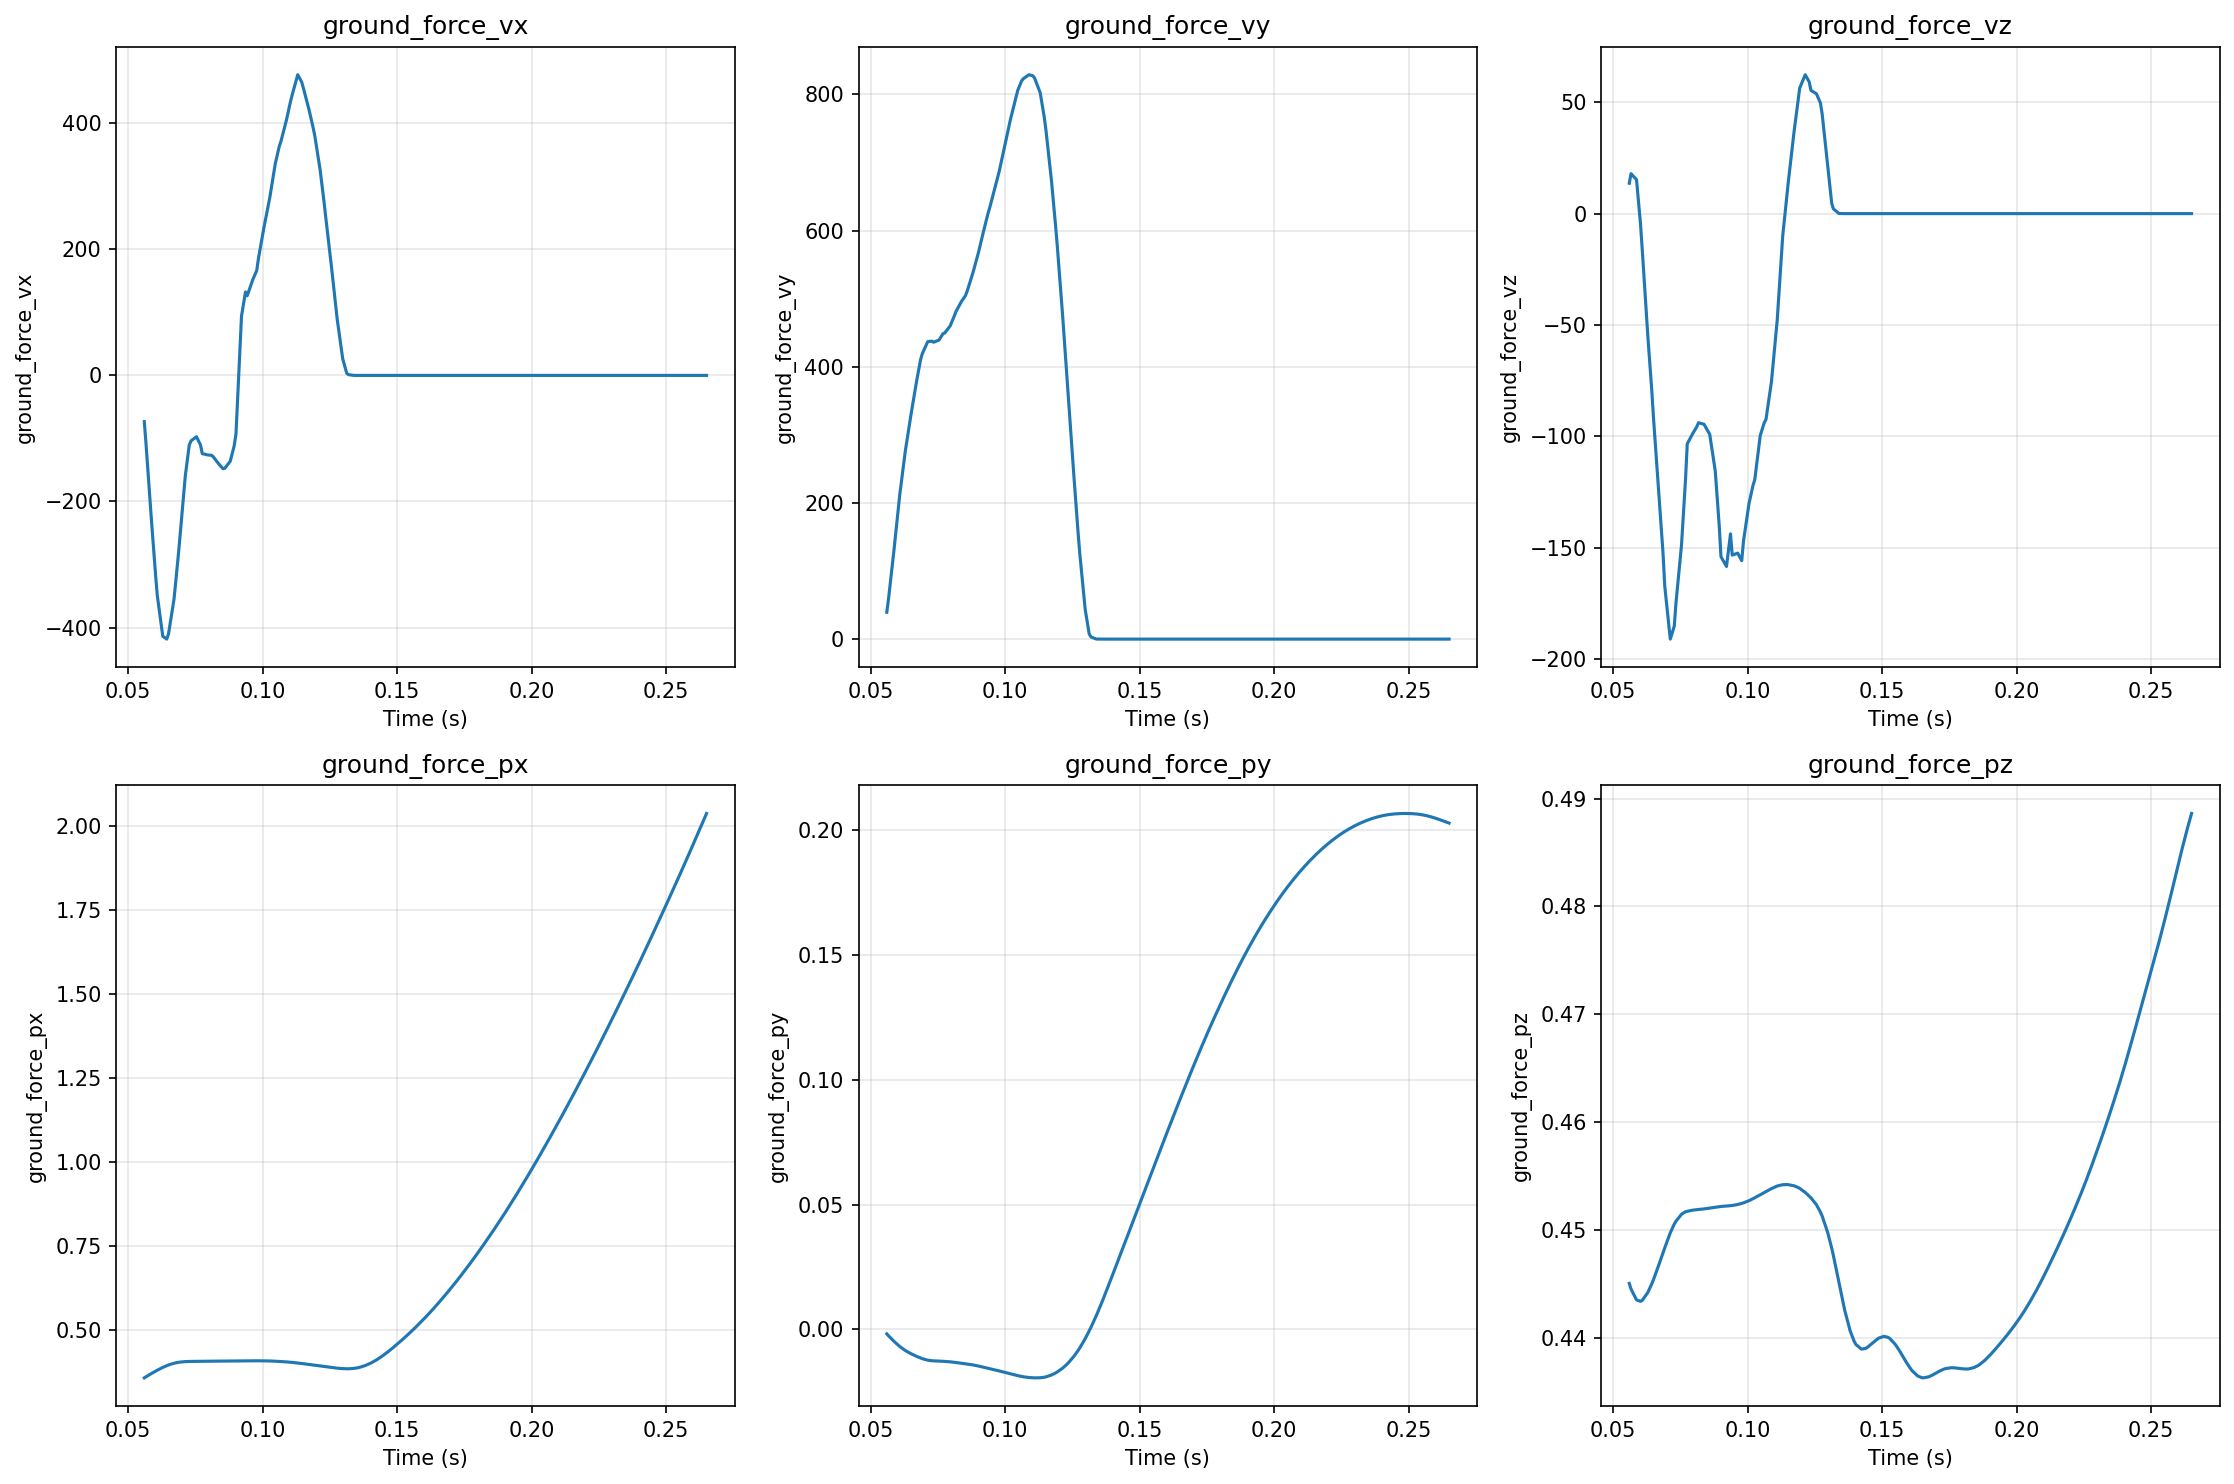 ground_force_vx
ground_force_vy
ground_force_vz
ground_force_vx
400
200
0
−200
−400
0.05 0.10 0.15 0.20 0.25
Time (s)
ground_force_vy
800
600
400
200
0
0.05 0.10 0.15 0.20 0.25
Time (s)
ground_force_vz
50
0
−50
−100
−150
−200
0.05 0.10 0.15 0.20 0.25
Time (s)
ground_force_px
ground_force_py
ground_force_pz
ground_force_px
2.00
1.75
1.50
1.25
1.00
0.75
0.50
0.05 0.10 0.15 0.20 0.25
Time (s)
ground_force_py
0.20
0.15
0.10
0.05
0.00
0.05 0.10 0.15 0.20 0.25
Time (s)
ground_force_pz
0.49
0.48
0.47
0.46
0.45
0.44
0.05 0.10 0.15 0.20 0.25
Time (s)